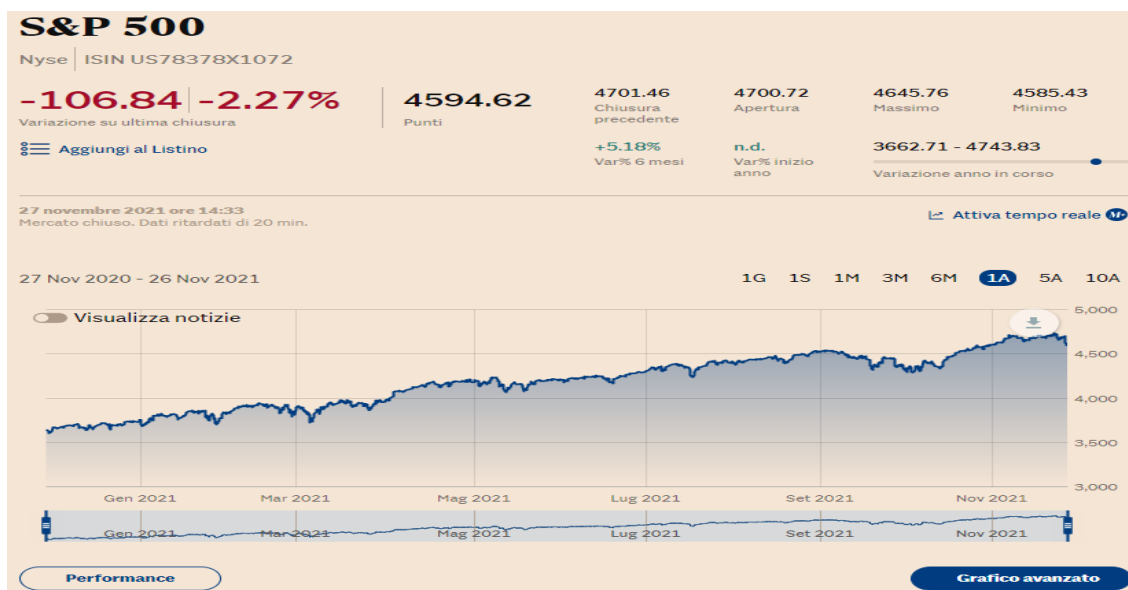 S&P 500
Nyse | ISIN US78378X1072
-106.84 | -2.27%
Variazione su ultima chiusura
4594.62
Punti
4701.46
Chiusura
precedente
4700.72
Apertura
4645.76
Massimo
4585.43
Minimo
Aggiungi al Listino
+5.18%
Var% 6 mesi
n.d.
Var% inizio
anno
3662.71 - 4743.83
Variazione anno in corso
27 novembre 2021 ore 14:33
Mercato chiuso. Dati ritardati di 20 min.
Attiva tempo reale M+
27 Nov 2020 - 26 Nov 2021
1G 1S 1M 3M 6M 1A 5A 10A
Visualizza notizie
5,000
4,500
4,000
3,500
3,000
Gen 2021 Mar 2021 Mag 2021 Lug 2021 Set 2021 Nov 2021
Gen 2021 Mar 2021 Mag 2021 Lug 2021 Set 2021 Nov 2021
Performance
Grafico avanzato